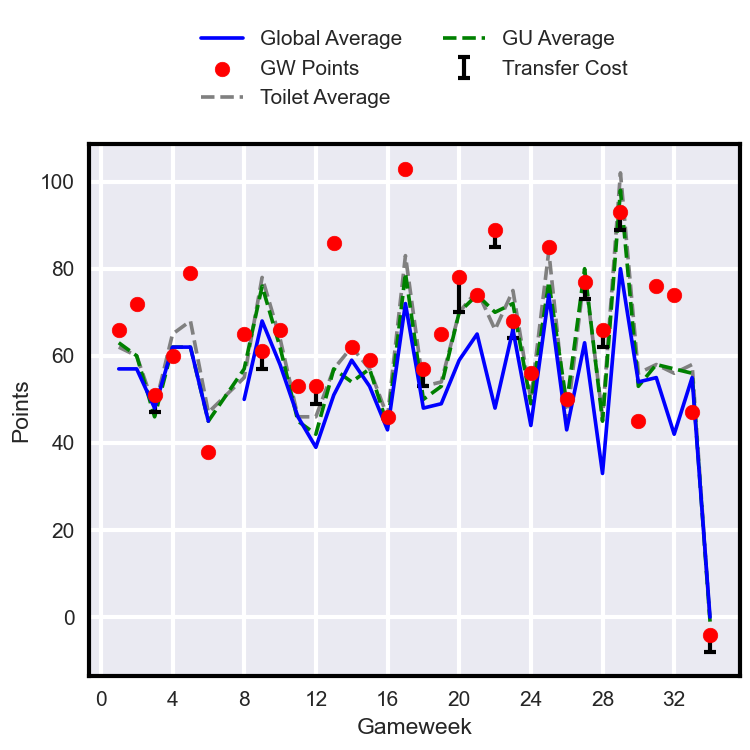 Global Average
GW Points
Toilet Average
GU Average
Transfer Cost
100
80
60
40
20
0
Points
0 4 8 12 16 20 24 28 32
Gameweek